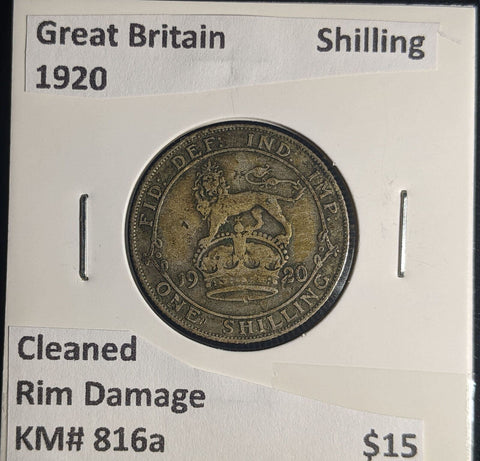 Great Britain Shilling
1920
FID: DEF: IND: IMP
19 20
ONE SHILLING
Cleaned
Rim Damage
KM# 816a $15